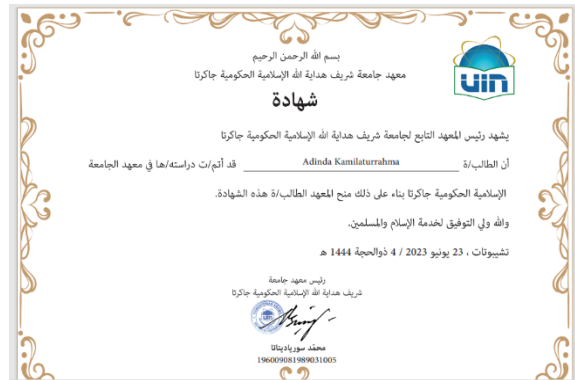 بسم الله الرحمن الرحيم
معهد جامعة شريف هداية الله الإسلامية الحكومية جاكرتا
uin
شهادة
يشهد رئيس المعهد التابع لجامعة شريف هداية الله الإسلامية الحكومية جاكرتا
أن الطالب/ة Adinda Kamilaturrahma قد أتم/ت دراسته/ها في معهد الجامعة
الإسلامية الحكومية جاكرتا بناء على ذلك منح المعهد الطالب/ة هذه الشهادة.
والله ولي التوفيق لخدمة الإسلام والمسلمين.
تشيبوتات ، 23 يونيو 2023 / 4 ذوالحجة 1444 هـ
رئيس معهد جامعة
شريف هداية الله الإسلامية الحكومية جاكرتا
uin
محمّد سورياديناتا
196009081989031005